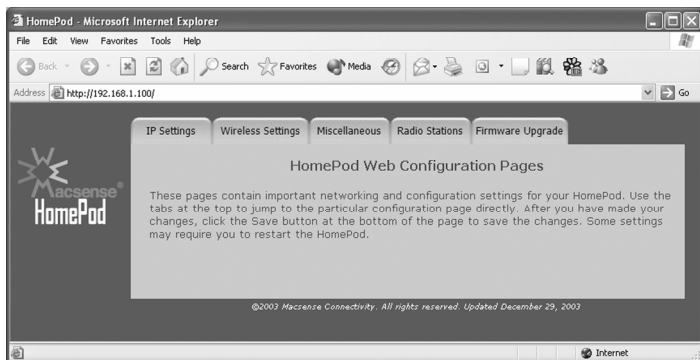 HomePod - Microsoft Internet Explorer
File Edit View Favorites Tools Help
Back Search Favorites Media
Address http://192.168.1.100/ Go
IP Settings Wireless Settings Miscellaneous Radio Stations Firmware Upgrade
Macsense®
HomePod
HomePod Web Configuration Pages
These pages contain important networking and configuration settings for your HomePod. Use the
tabs at the top to jump to the particular configuration page directly. After you have made your
changes, click the Save button at the bottom of the page to save the changes. Some settings
may require you to restart the HomePod.
©2003 Macsense Connectivity. All rights reserved. Updated December 29, 2003
Internet